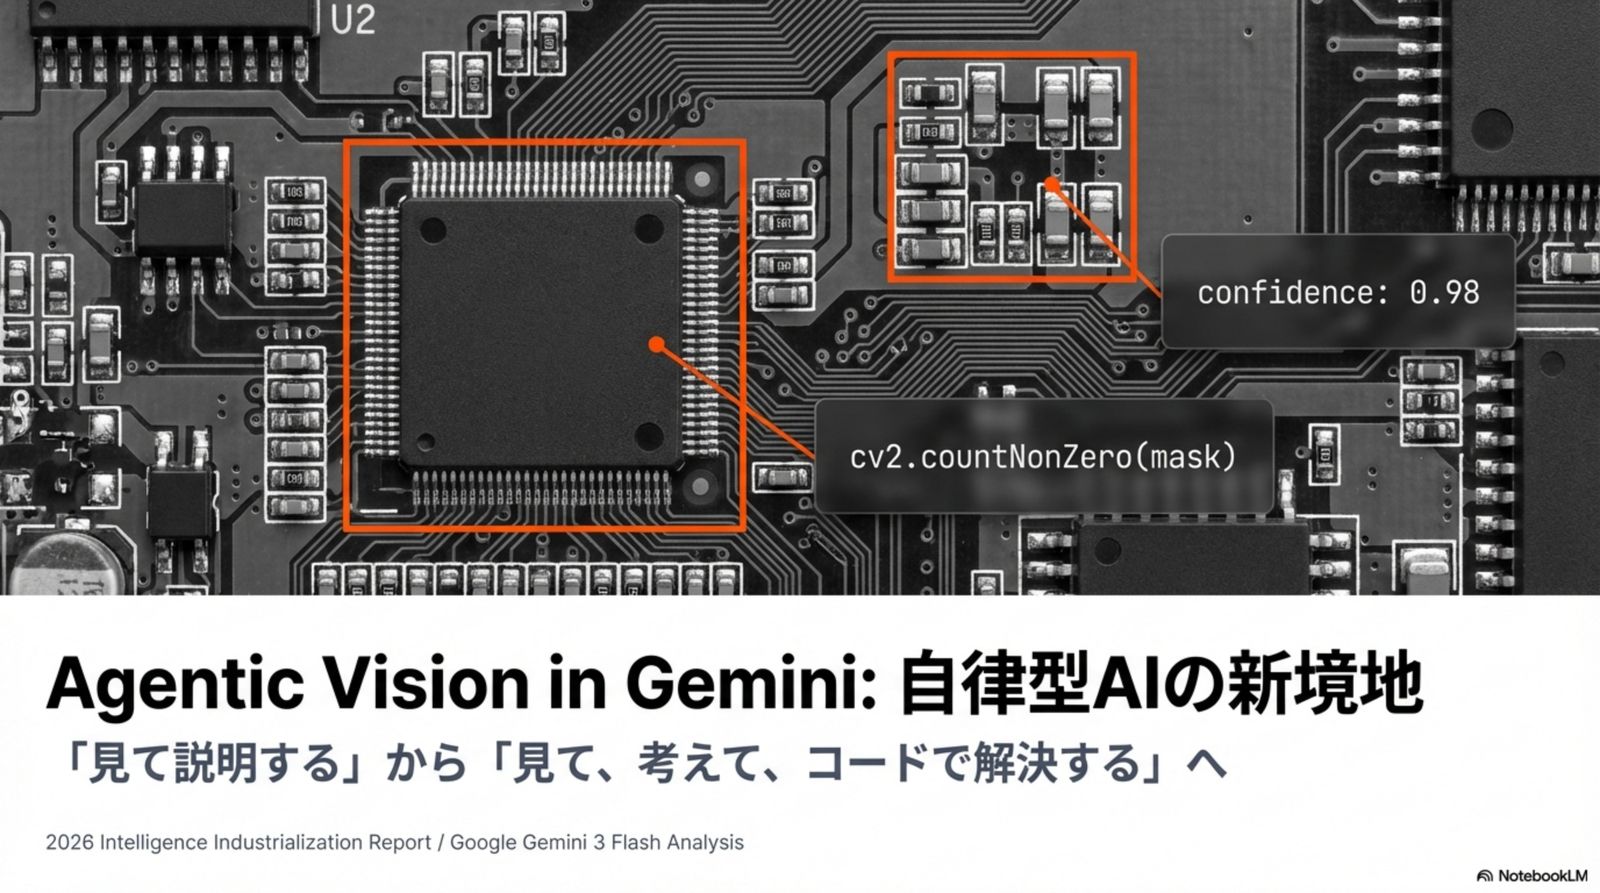 U2
confidence: 0.98
cv2.countNonZero(mask)
Agentic Vision in Gemini: 自律型AIの新境地
「見て説明する」から「見て、考えて、コードで解決する」へ
2026 Intelligence Industrialization Report / Google Gemini 3 Flash Analysis
NotebookLM